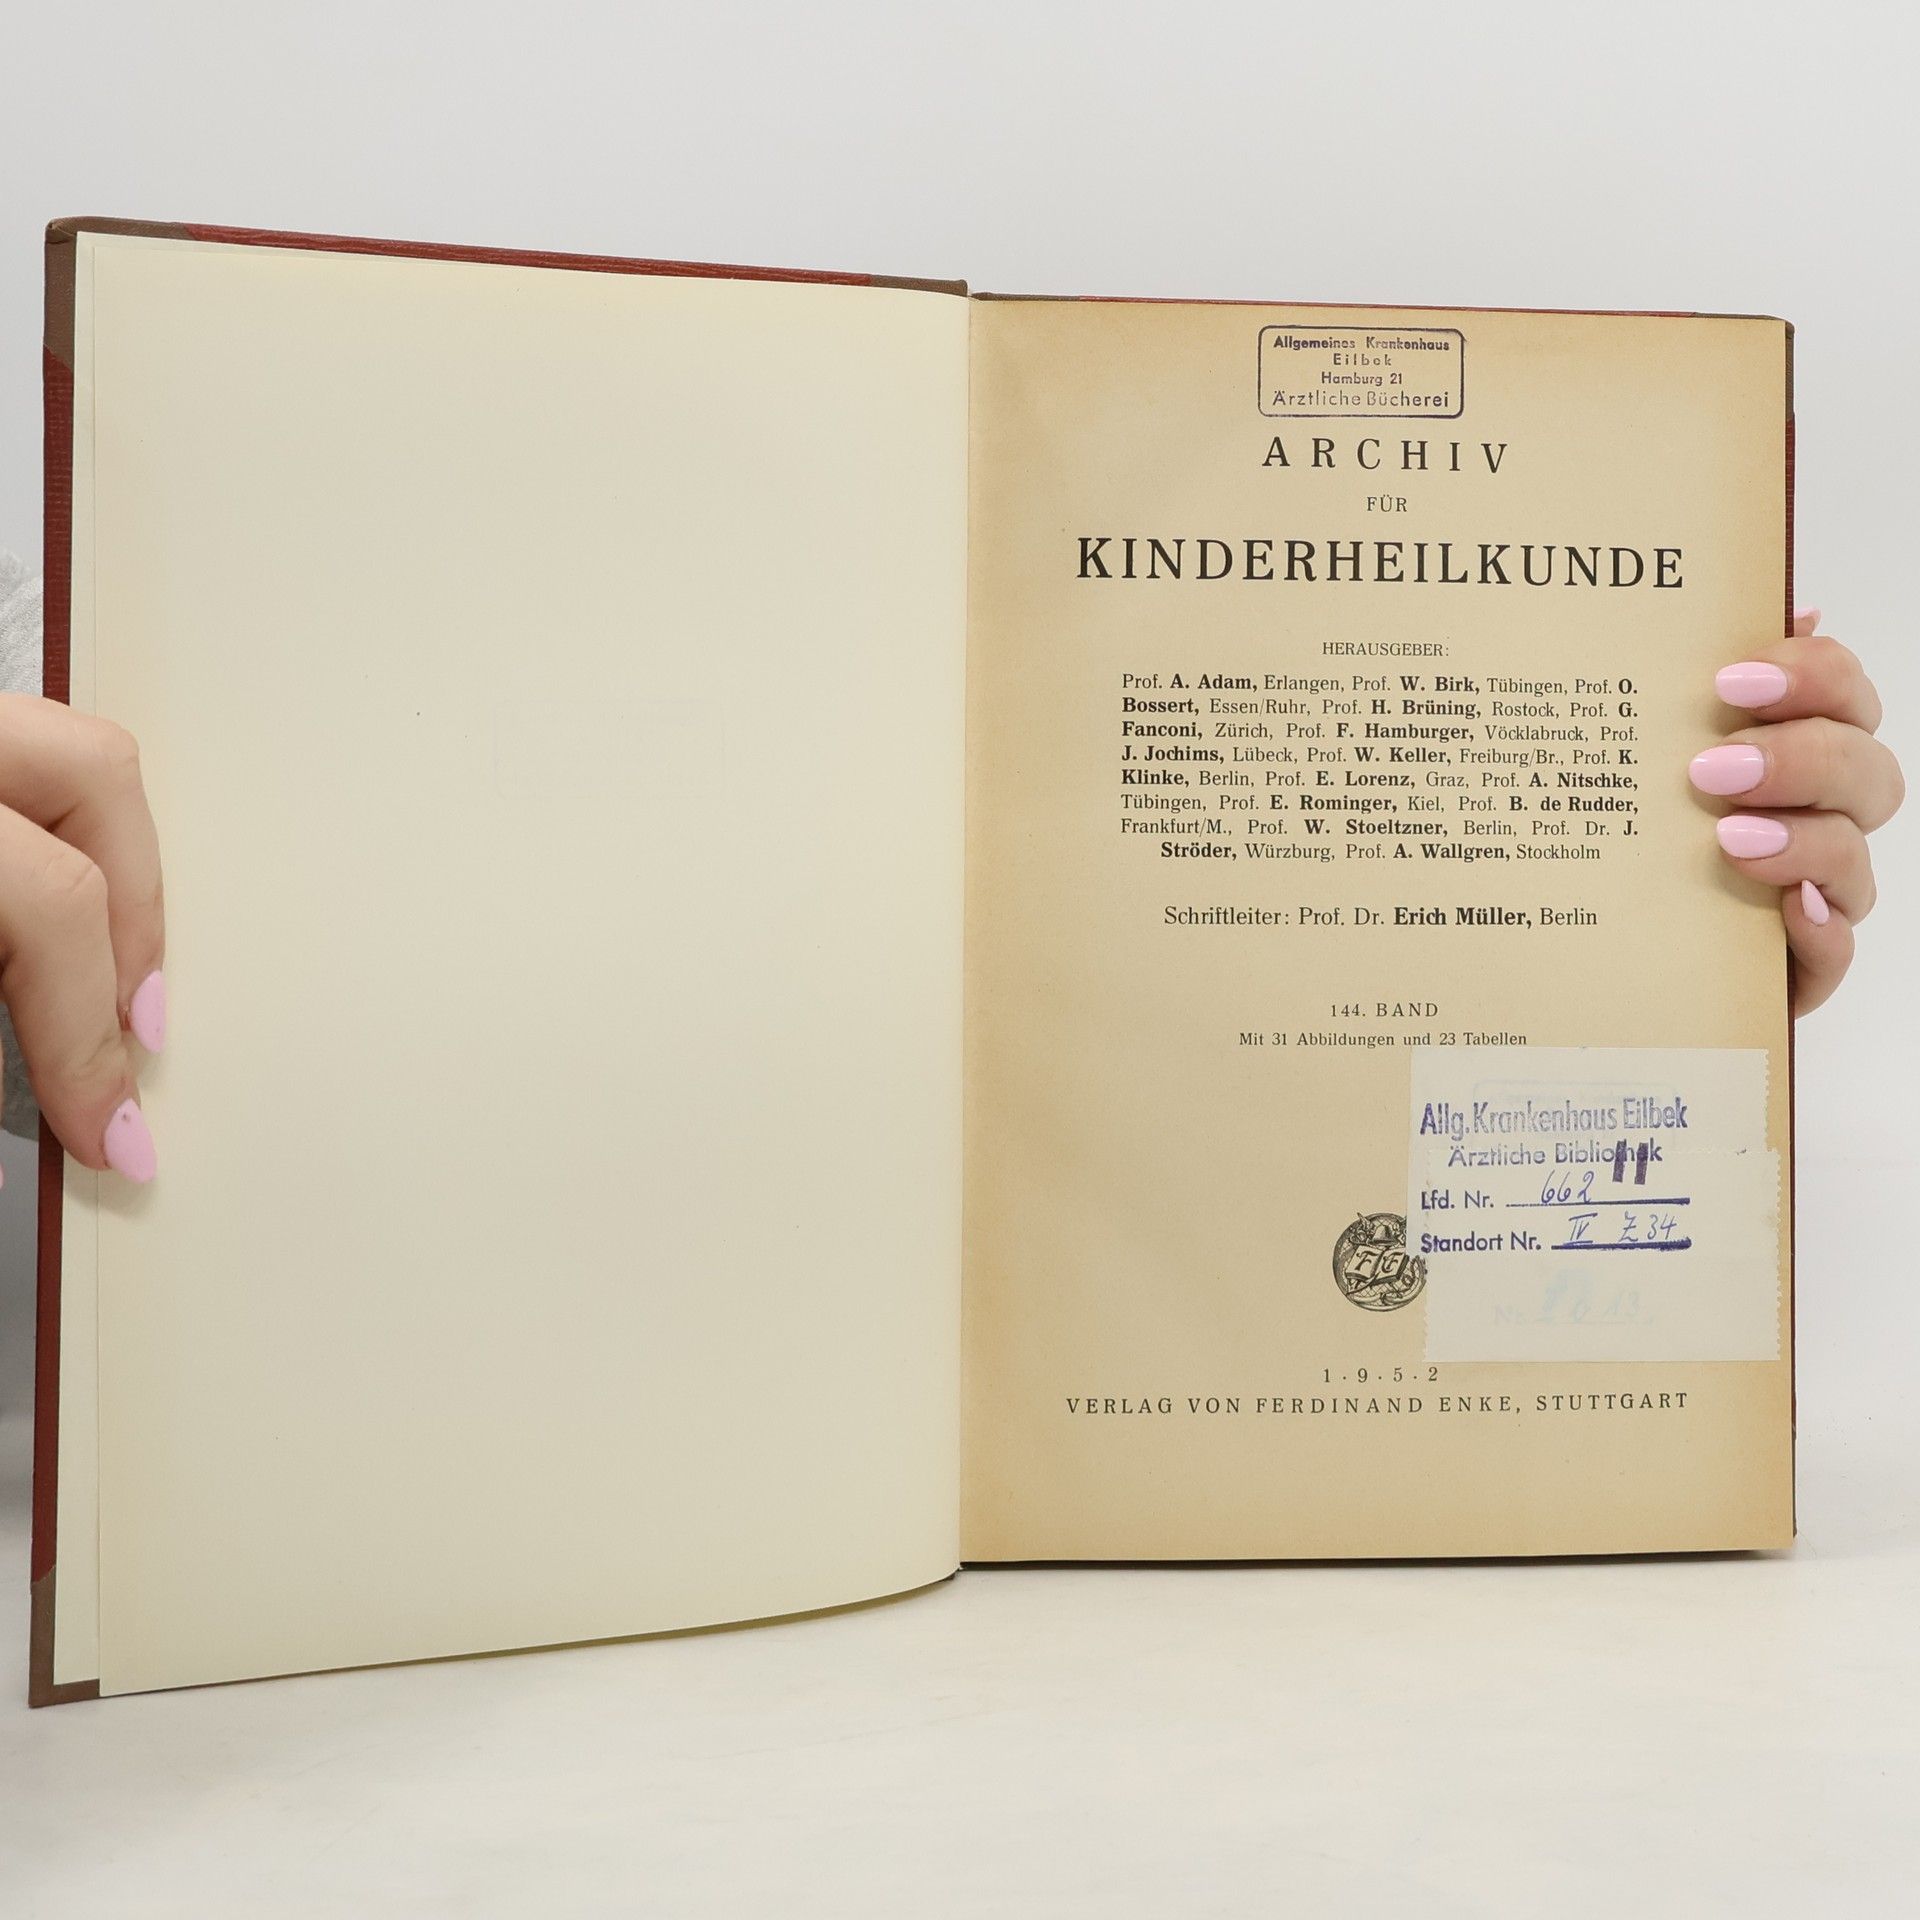 Allgemeines Krankenhaus
Eilbek
Hamburg 21
Ärztliche Bücherei
ARCHIV
FÜR
KINDERHEILKUNDE
HERAUSGEBER:
Prof. A. Adam, Erlangen, Prof. W. Birk, Tübingen, Prof. O.
Bossert, Essen/Ruhr, Prof. H. Brüning, Rostock, Prof. G.
Fanconi, Zürich, Prof. F. Hamburger, Vöcklabruck, Prof.
J. Jochims, Lübeck, Prof. W. Keller, Freiburg/Br., Prof. K.
Klinke, Berlin, Prof. E. Lorenz, Graz, Prof. A. Nitschke,
Tübingen, Prof. E. Rominger, Kiel, Prof. B. de Rudder,
Frankfurt/M., Prof. W. Stoeltzner, Berlin, Prof. Dr. J.
Ströder, Würzburg, Prof. A. Wallgren, Stockholm
Schriftleiter: Prof. Dr. Erich Müller, Berlin
144. BAND
Mit 31 Abbildungen und 23 Tabellen
Allg. Krankenhaus Eilbek
Ärztliche Bibliothek
Lfd. Nr. 662
Standort Nr. IV Z 34
F E
1 · 9 · 5 · 2
VERLAG VON FERDINAND ENKE, STUTTGART